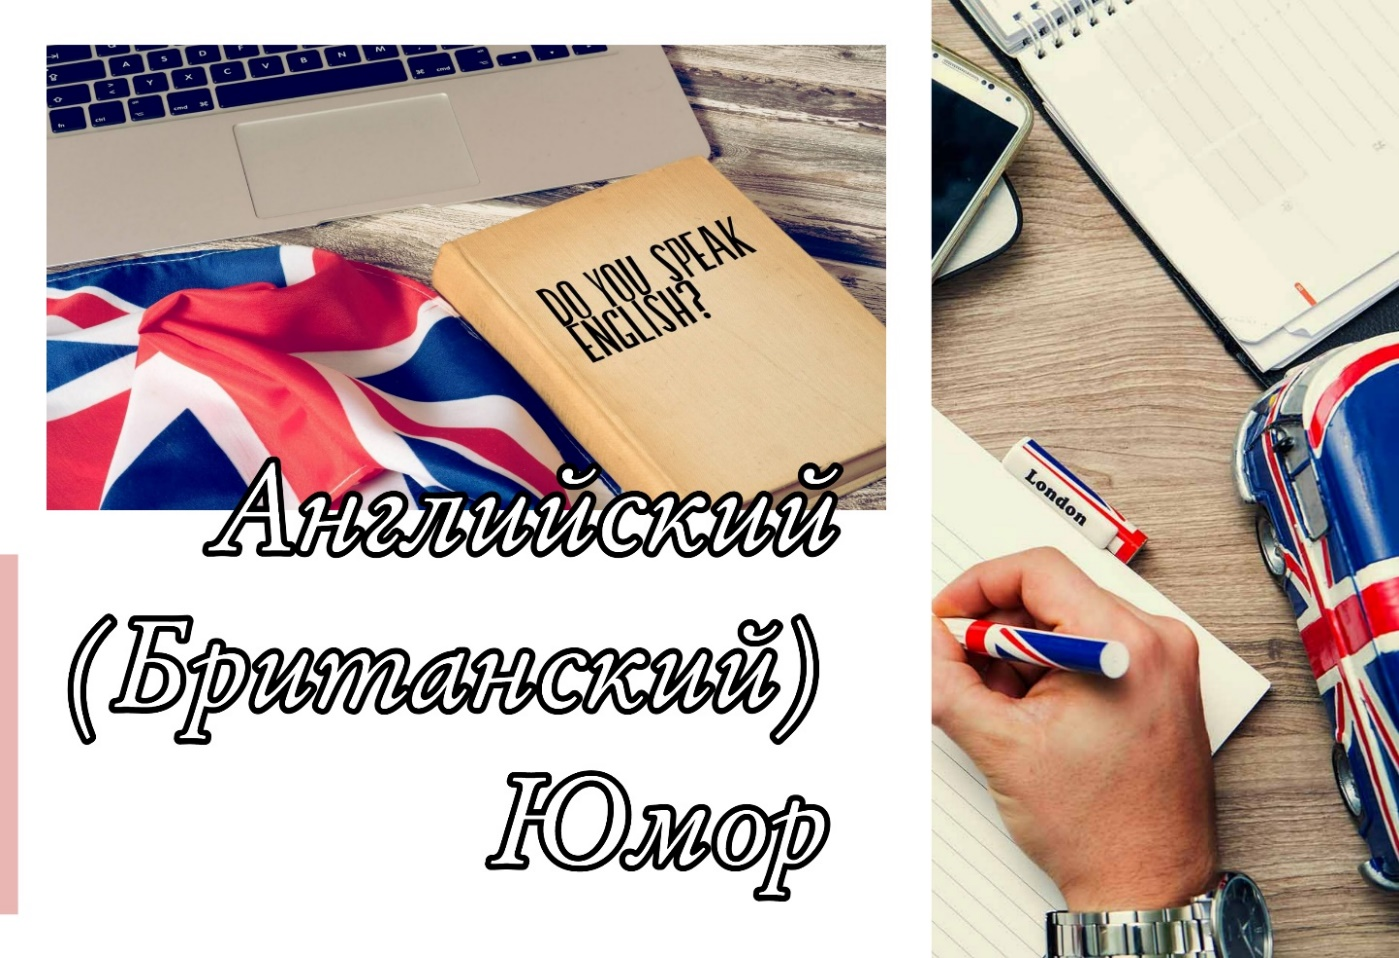 DO YOU SPEAK
ENGLISH?
Английский
(Британский)
Юмор
London